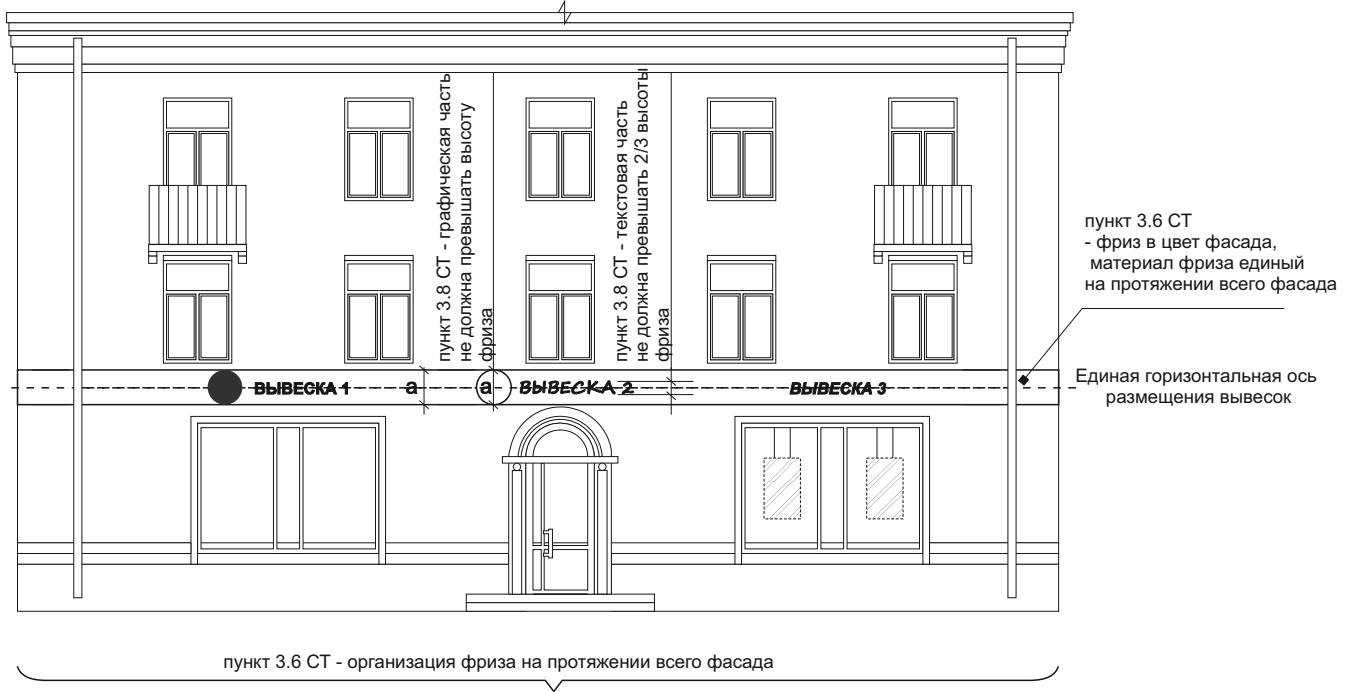 пункт 3.8 СТ - графическая часть
не должна превышать высоту
фриза
пункт 3.8 СТ - текстовая часть
не должна превышать 2/3 высоты
фриза
пункт 3.6 СТ
- фриз в цвет фасада,
материал фриза единый
на протяжении всего фасада
ВЫВЕСКА 1
а
а
ВЫВЕСКА 2
ВЫВЕСКА 3
Единая горизонтальная ось
размещения вывесок
пункт 3.6 СТ - организация фриза на протяжении всего фасада